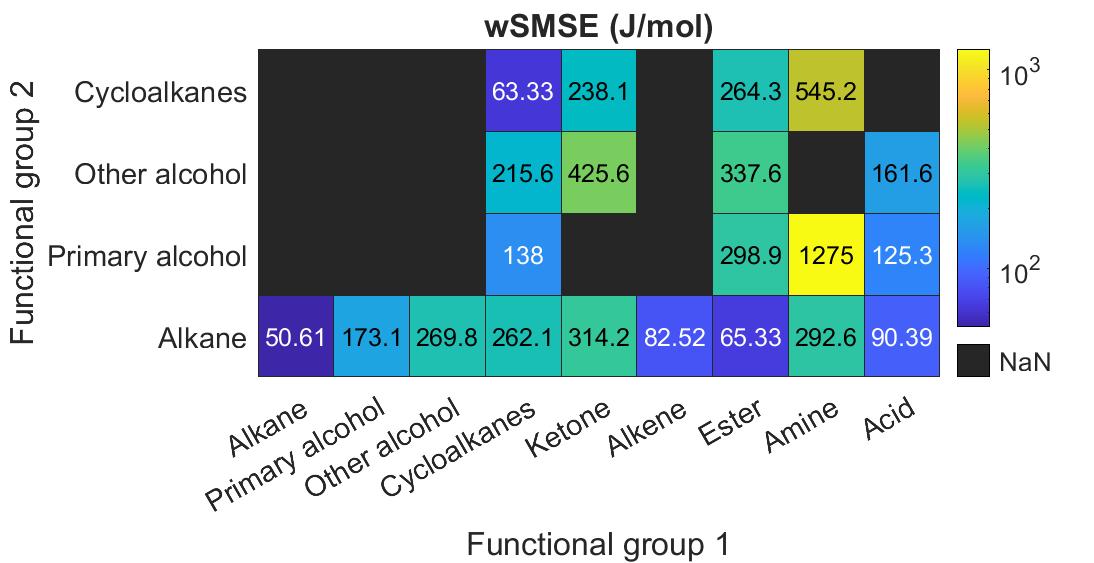 wSMSE (J/mol)
Functional group 2
Cycloalkanes
63.33 238.1 264.3 545.2
Other alcohol
215.6 425.6 337.6 161.6
Primary alcohol
138 298.9 1275 125.3
Alkane
50.61 173.1 269.8 262.1 314.2 82.52 65.33 292.6 90.39
Alkane
Primary alcohol
Other alcohol
Cycloalkanes
Ketone
Alkene
Ester
Amine
Acid
Functional group 1
10³
10²
NaN